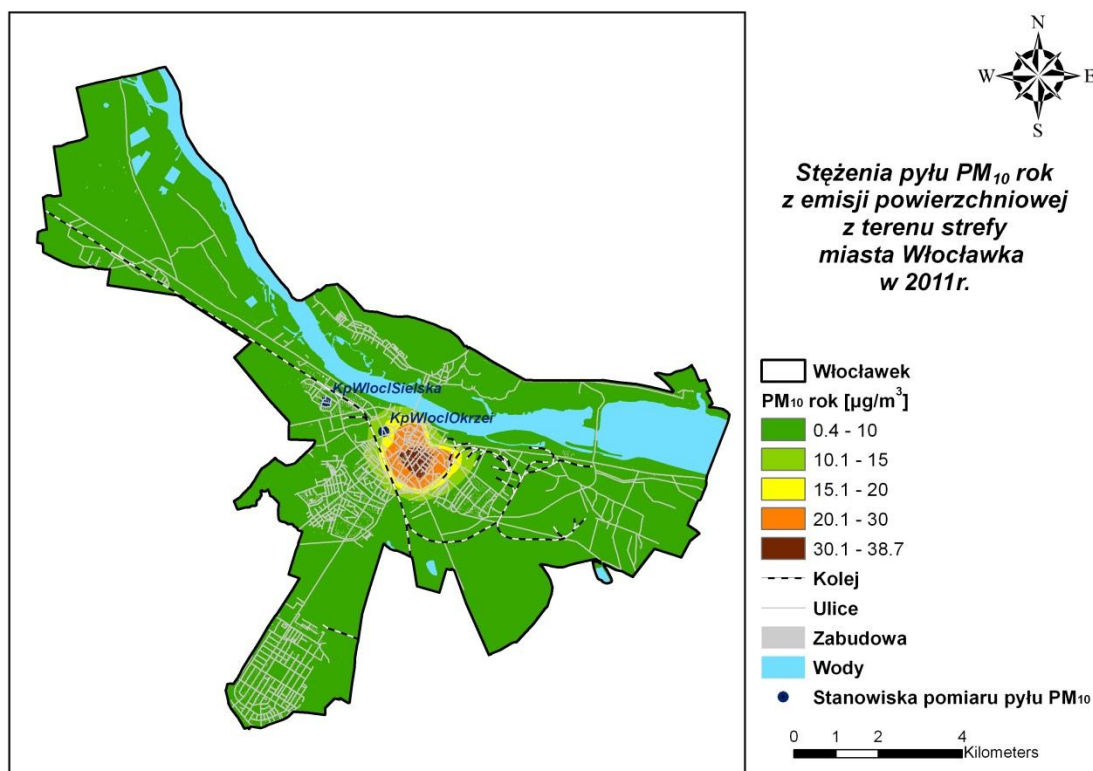 N
W E
S
Stężenia pyłu PM₁₀ rok
z emisji powierzchniowej
z terenu strefy
miasta Włocławka
w 2011r.
KpWloclSielska
KpWloclOkrzei
Włocławek
PM₁₀ rok [µg/m³]
0.4 - 10
10.1 - 15
15.1 - 20
20.1 - 30
30.1 - 38.7
Kolej
Ulice
Zabudowa
Wody
Stanowiska pomiaru pyłu PM₁₀
0 1 2 4
Kilometers